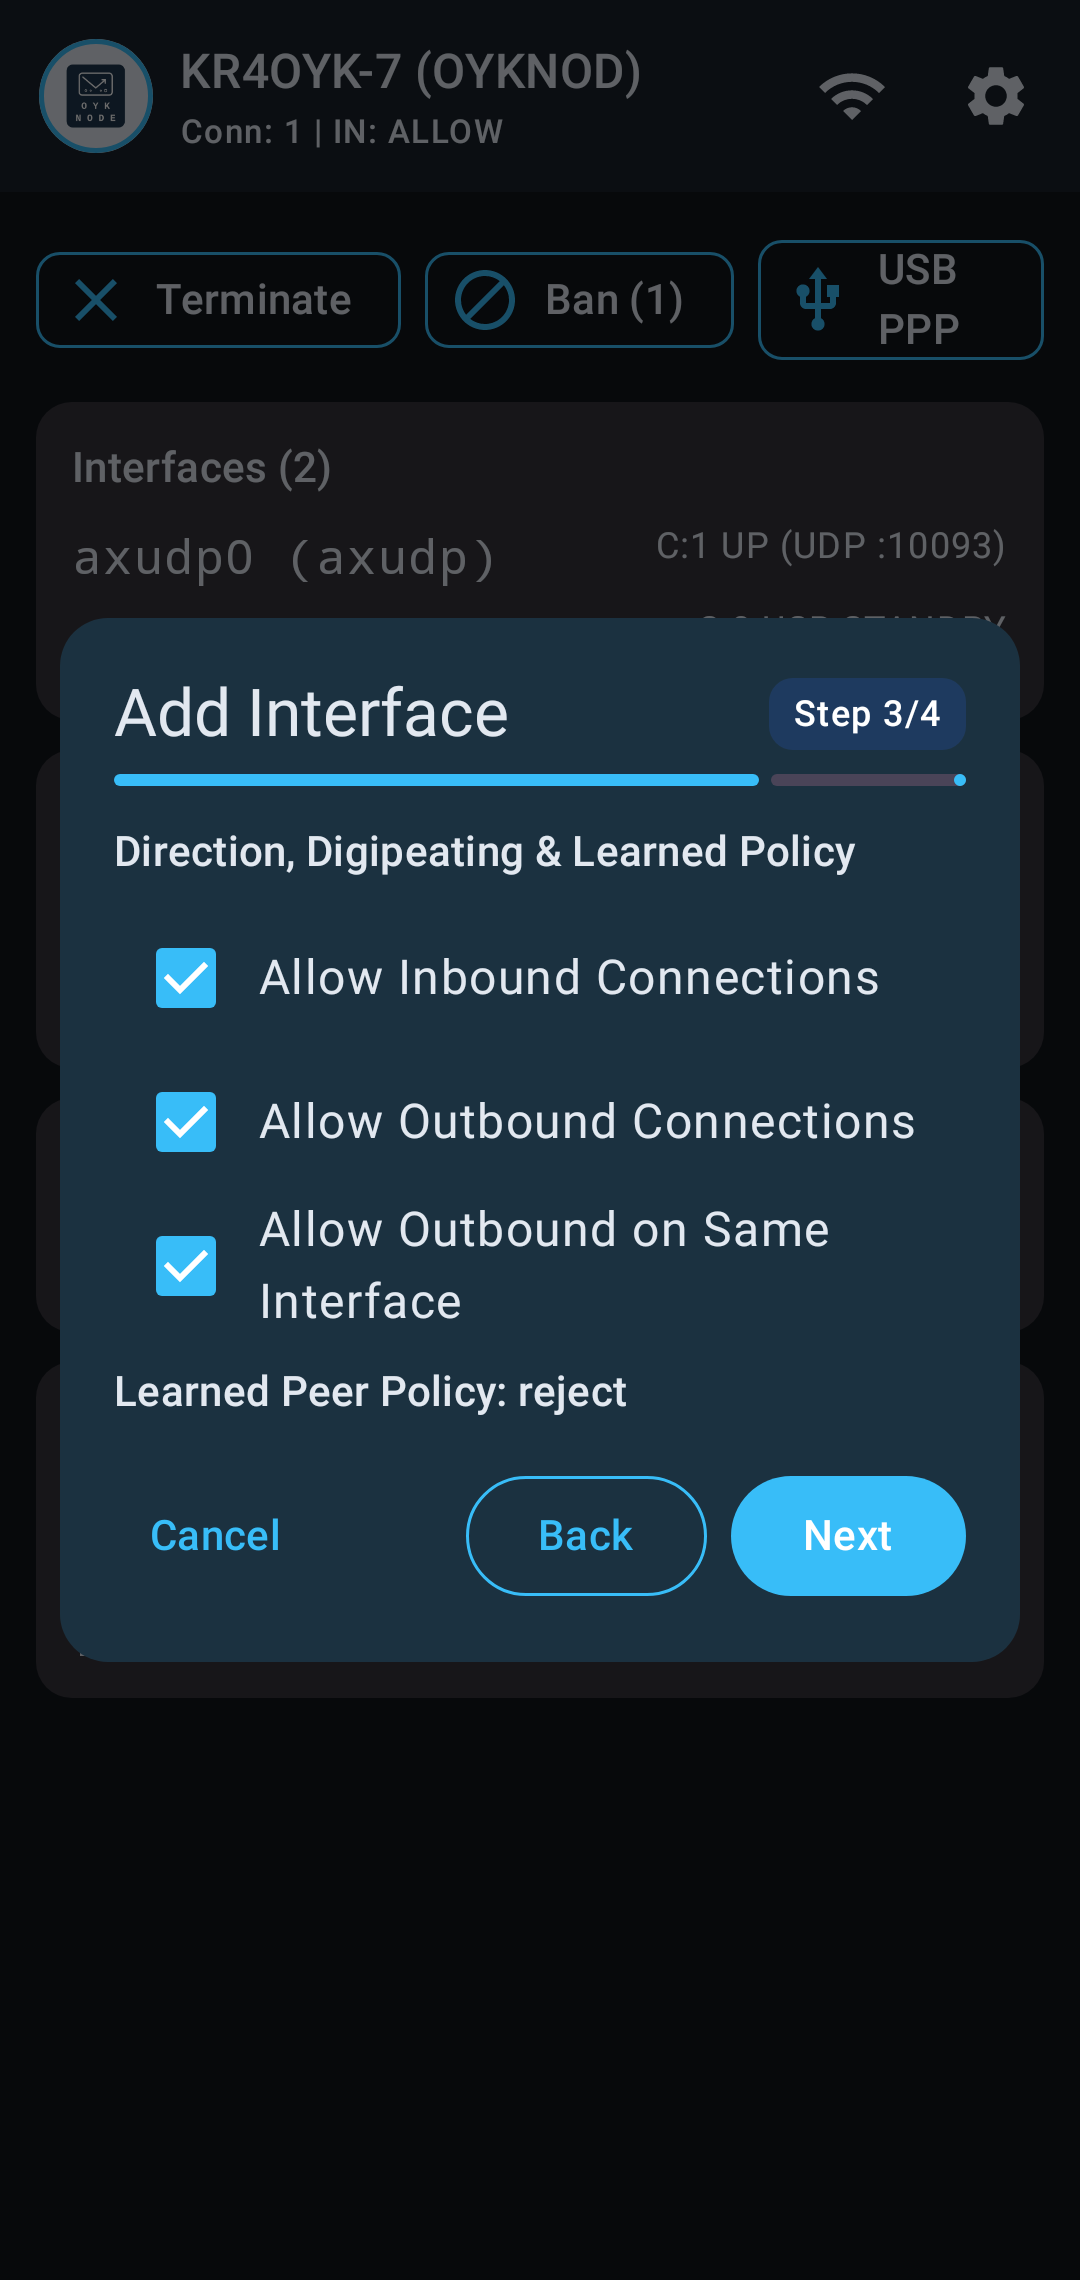 KR4OYK-7 (OYKNOD)
Conn: 1 | IN: ALLOW
OYK
NODE
Terminate
Ban (1)
USB
PPP
Interfaces (2)
axudp0 (axudp)
C:1 UP (UDP :10093)
Add Interface
Step 3/4
Direction, Digipeating & Learned Policy
Allow Inbound Connections
Allow Outbound Connections
Allow Outbound on Same
Interface
Learned Peer Policy: reject
Cancel
Back
Next